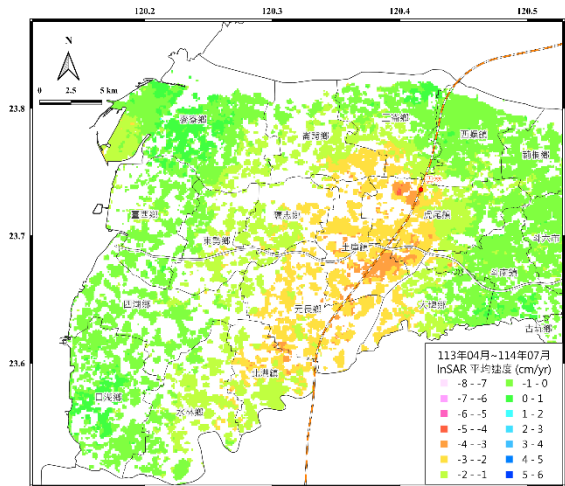 120.2 120.3 120.4 120.5
N
0 2.5 5 km
23.8
23.7
23.6
麥寮鄉
崙背鄉
二崙鄉
西螺鎮
莿桐鄉
臺西鄉
東勢鄉
褒忠鄉
虎尾鎮
土庫鎮
斗六市
斗南鎮
四湖鄉
元長鄉
大埤鄉
古坑鄉
北港鎮
口湖鄉
水林鄉
113年04月~114年07月
InSAR 平均速度 (cm/yr)
-8 - -7 -1 - 0
-7 - -6 0 - 1
-6 - -5 1 - 2
-5 - -4 2 - 3
-4 - -3 3 - 4
-3 - -2 4 - 5
-2 - -1 5 - 6